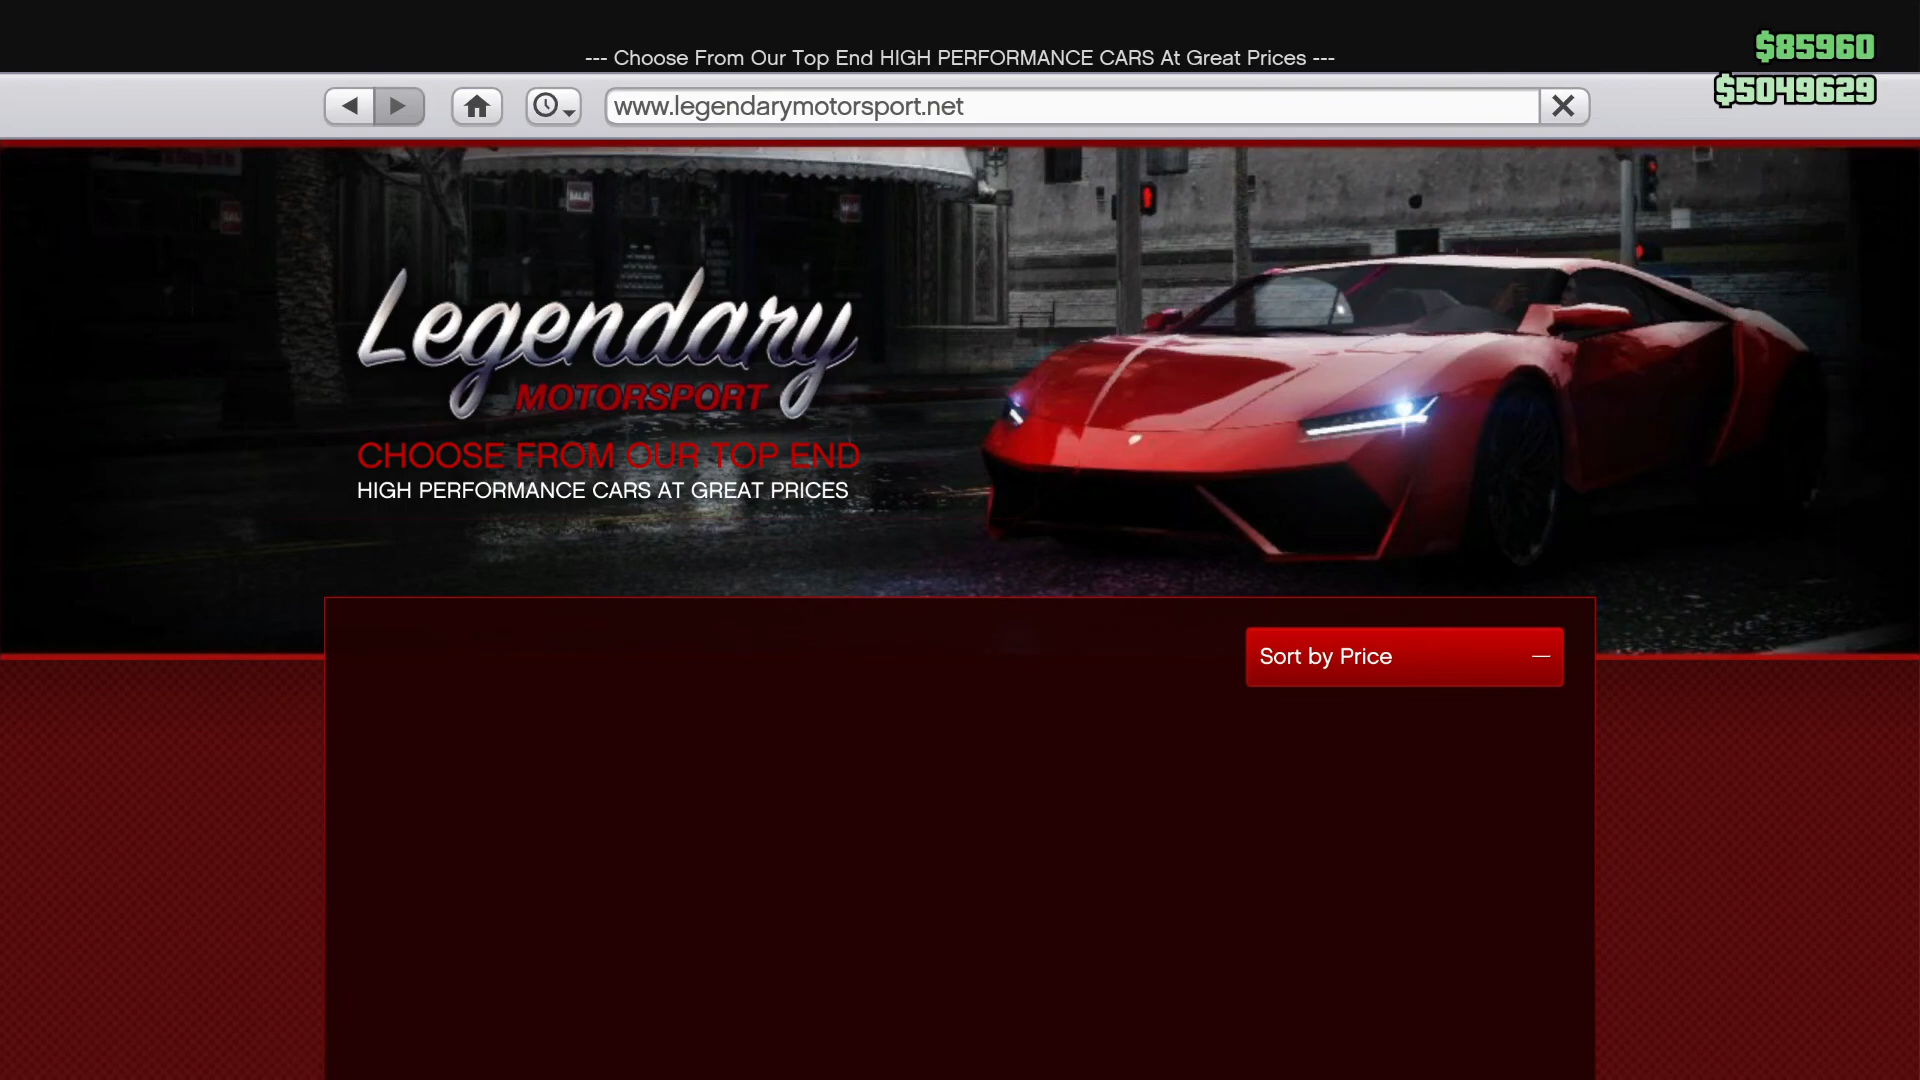 --- Choose From Our Top End HIGH PERFORMANCE CARS At Great Prices ---
$85960
$5049629
www.legendarymotorsport.net
SALE
Legendary
MOTORSPORT
CHOOSE FROM OUR TOP END
HIGH PERFORMANCE CARS AT GREAT PRICES
Sort by Price